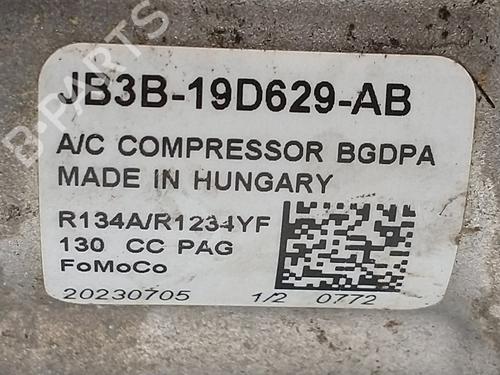 JB3B-19D629-AB
A/C COMPRESSOR BGDPA
MADE IN HUNGARY
R134A/R1234YF
130 CC PAG
FoMoCo
20230705 1/2 0772
B-PARTS